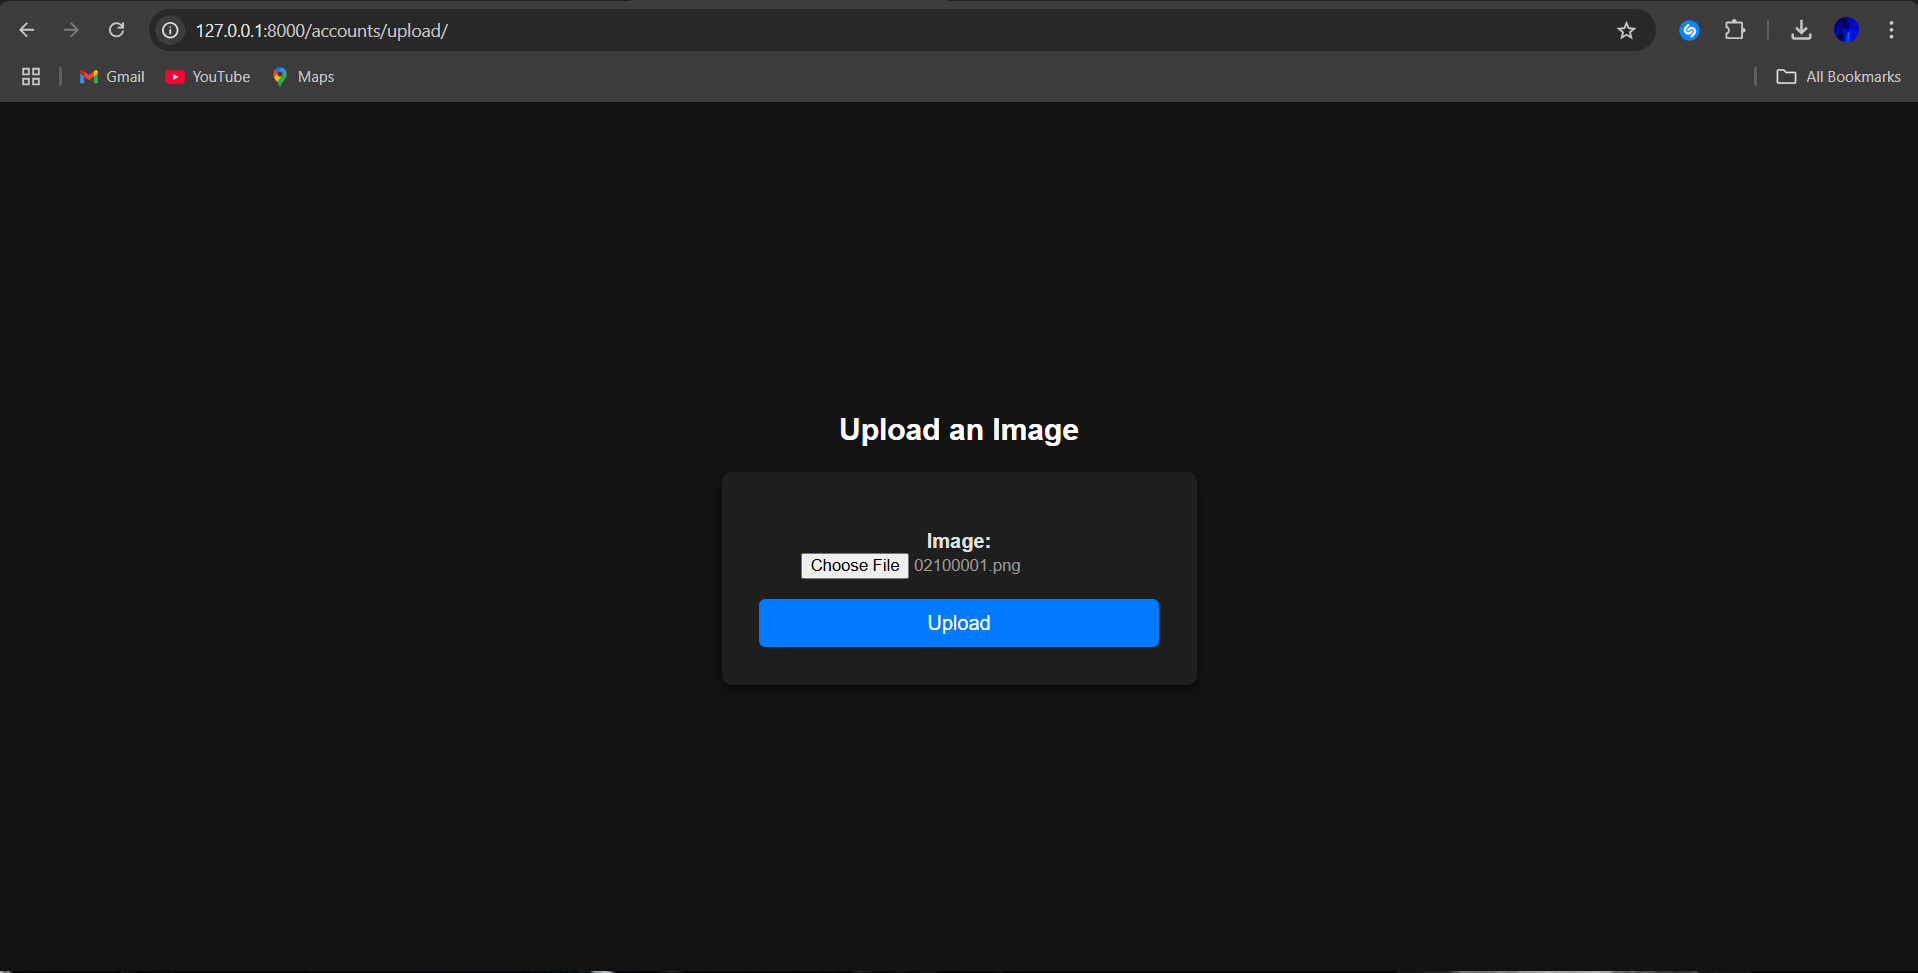 127.0.0.1:8000/accounts/upload/
Gmail YouTube Maps All Bookmarks
Upload an Image
Image:
Choose File 02100001.png
Upload